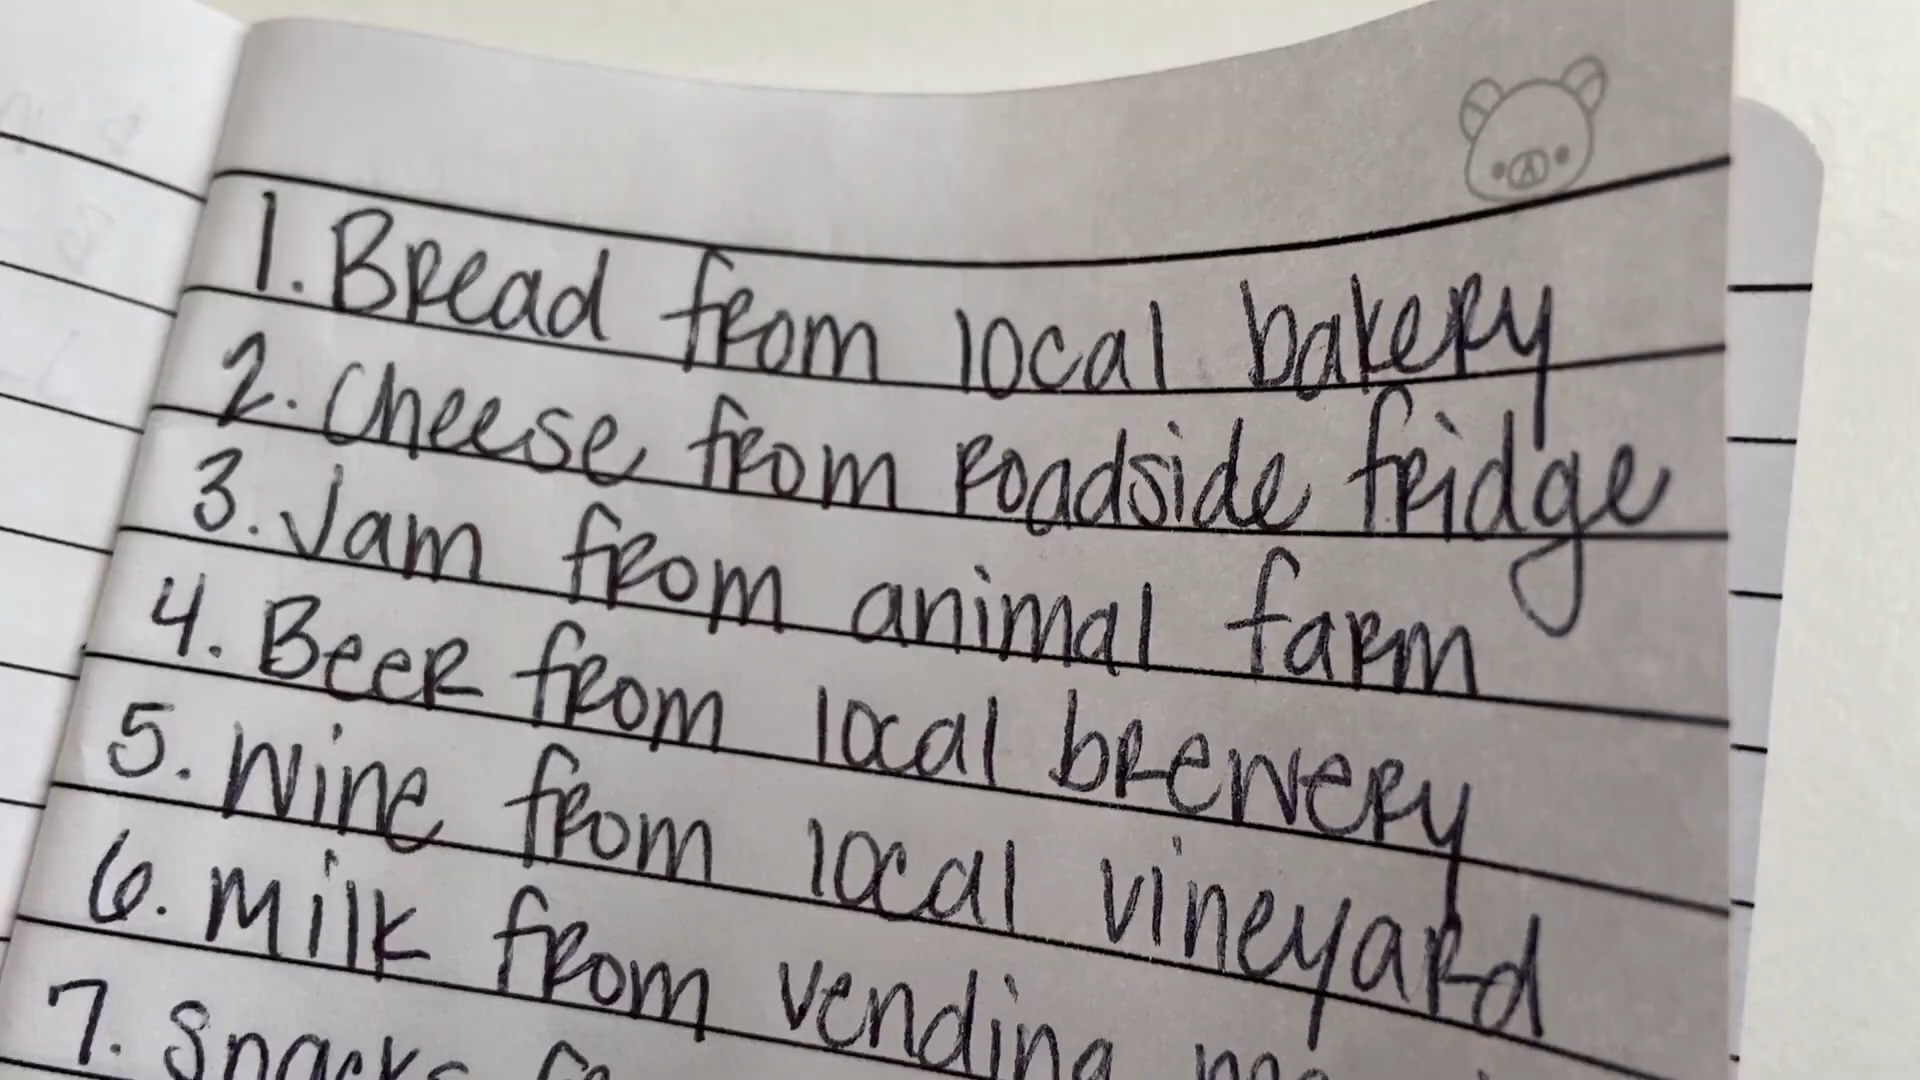 1. Bread from local bakery
2. Cheese from roadside fridge
3. Jam from animal farm
4. Beer from local brewery
5. Wine from local vineyard
6. Milk from vending
7. Snacks